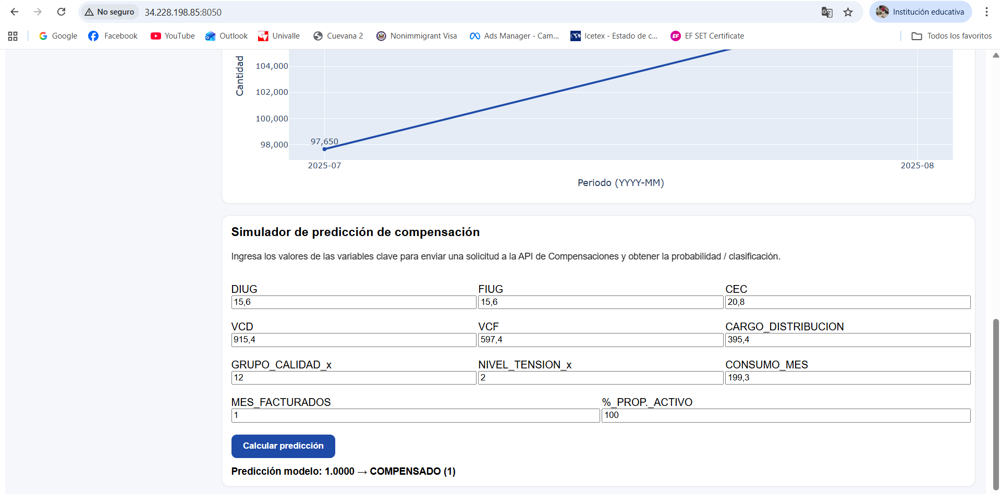 No seguro 34.228.198.85:8050 Institución educativa
Google Facebook YouTube Outlook Univalle Cuevana 2 Nonimmigrant Visa Ads Manager - Cam... Icetex - Estado de c... EF EF SET Certificate Todos los favoritos
Cantidad
104,000
102,000
100,000
98,000
97,650
2025-07 2025-08
Periodo (YYYY-MM)
Simulador de predicción de compensación
Ingresa los valores de las variables clave para enviar una solicitud a la API de Compensaciones y obtener la probabilidad / clasificación.
DIUG FIUG CEC
15,6 15,6 20,8
VCD VCF CARGO_DISTRIBUCION
915,4 597,4 395,4
GRUPO_CALIDAD_x NIVEL_TENSION_x CONSUMO_MES
12 2 199,3
MES_FACTURADOS %_PROP._ACTIVO
1 100
Calcular predicción
Predicción modelo: 1.0000 → COMPENSADO (1)